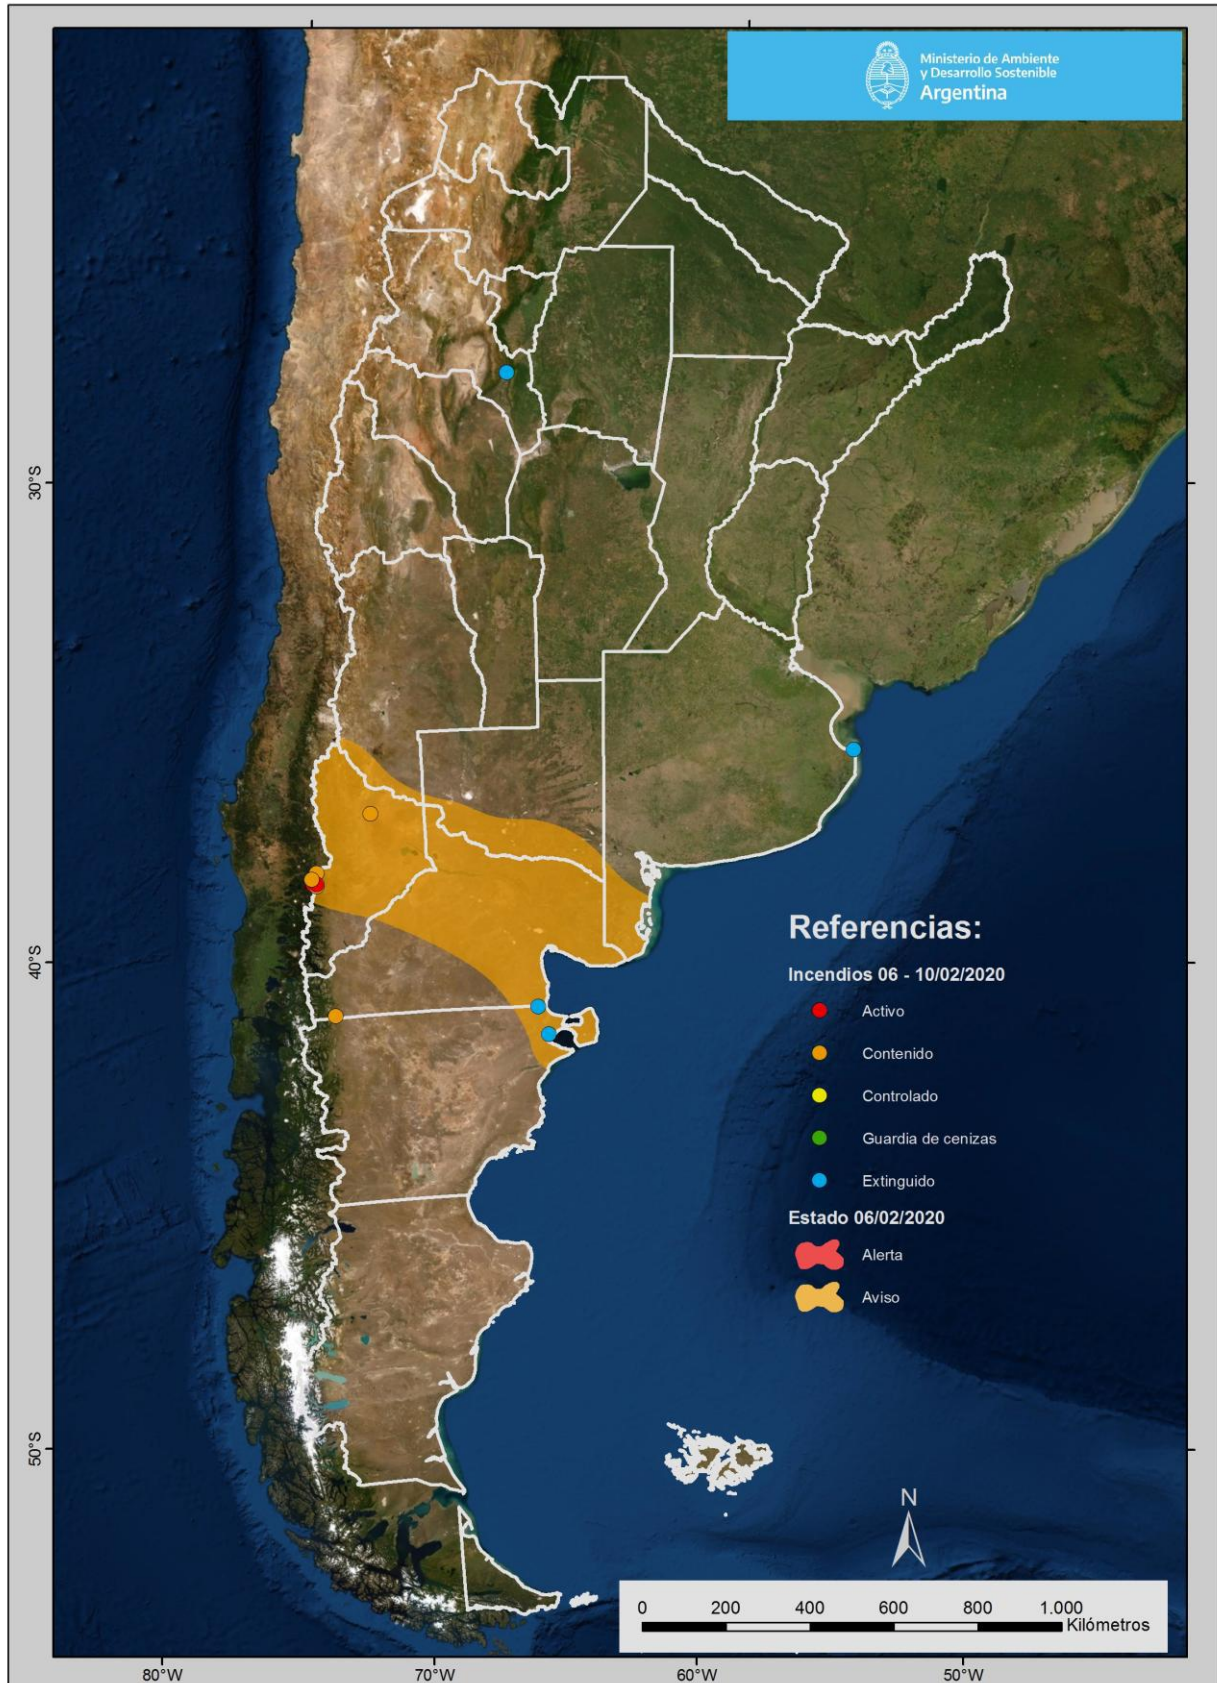 Ministerio de Ambiente
y Desarrollo Sostenible
Argentina
30°S
40°S
50°S
Referencias:
Incendios 06 - 10/02/2020
Activo
Contenido
Controlado
Guardia de cenizas
Extinguido
Estado 06/02/2020
Alerta
Aviso
N
0 200 400 600 800 1.000
Kilómetros
80°W 70°W 60°W 50°W